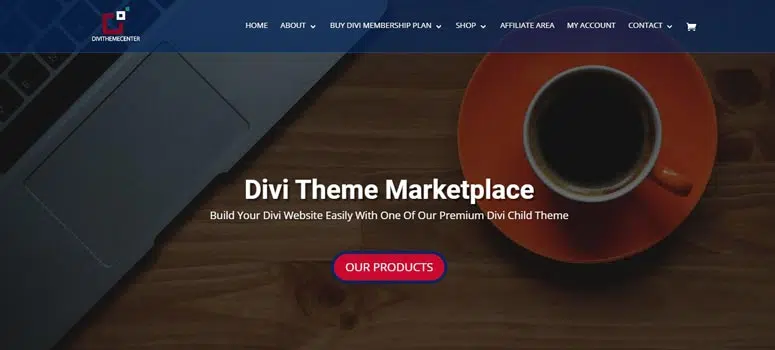 DIVITHEMECENTER
HOME ABOUT BUY DIVI MEMBERSHIP PLAN SHOP AFFILIATE AREA MY ACCOUNT CONTACT
Divi Theme Marketplace
Build Your Divi Website Easily With One Of Our Premium Divi Child Theme
OUR PRODUCTS